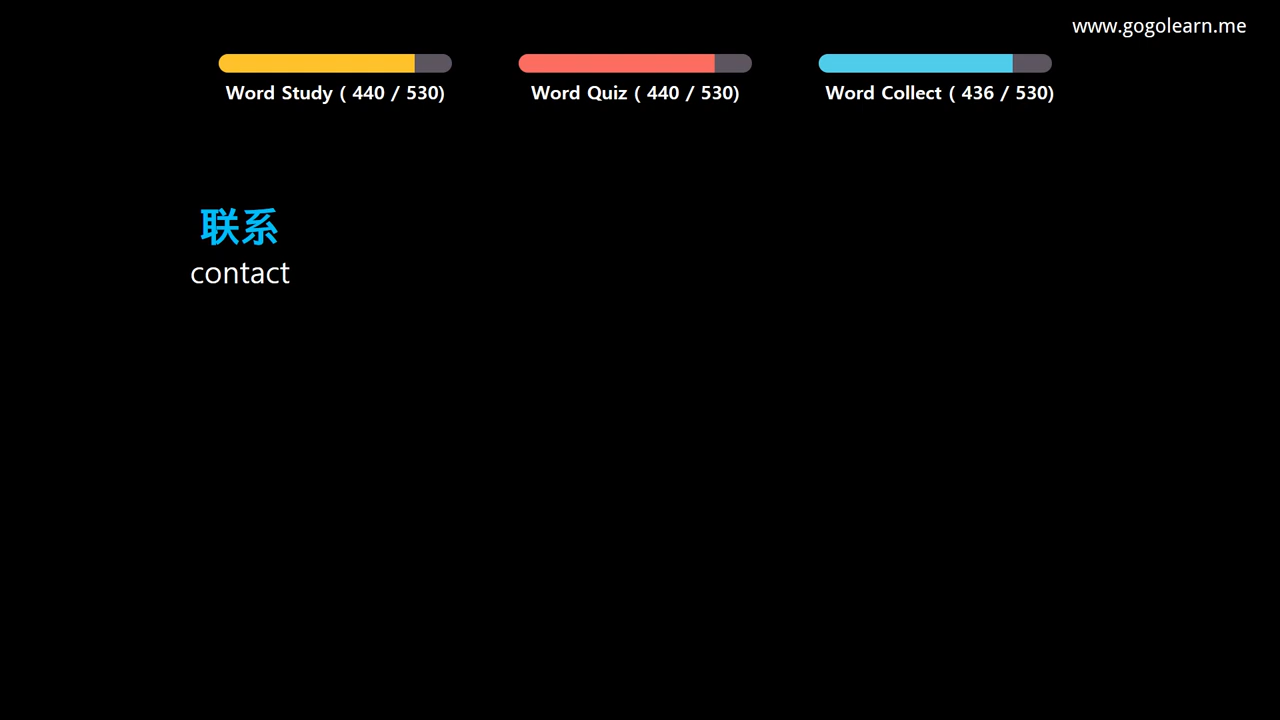 www.gogolearn.me
Word Study ( 440 / 530)
Word Quiz ( 440 / 530)
Word Collect ( 436 / 530)
联系
contact